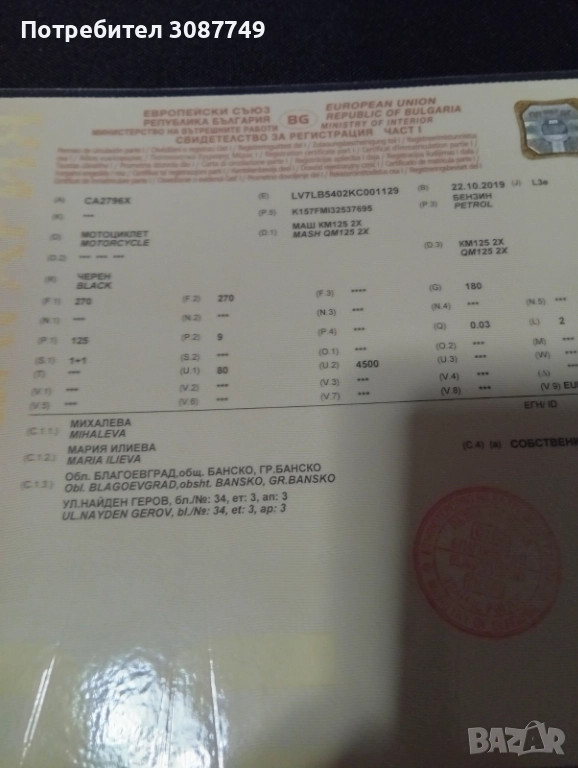 Потребител 3087749
ЕВРОПЕЙСКИ СЪЮЗ
РЕПУБЛИКА БЪЛГАРИЯ
МИНИСТЕРСТВО НА ВЪТРЕШНИТЕ РАБОТИ
BG
EUROPEAN UNION
REPUBLIC OF BULGARIA
MINISTRY OF INTERIOR
СВИДЕТЕЛСТВО ЗА РЕГИСТРАЦИЯ ЧАСТ I
(A) CA2796X (E) LV7LB5402KC001129 (B) 22.10.2019 (J) L3e
(K) --- (P.5) K157FMI32537695 (P.3) БЕНЗИН
PETROL
(G) МОТОЦИКЛЕТ (D.1) МАШ КМ125 2X
MOTORCYCLE MASH QM125 2X
(D.2) --- --- --- (D.3) КМ125 2X
QM125 2X
(R) ЧЕРЕН
BLACK
(F.1) 270 (F.2) 270 (F.3) **** (G) 180
(N.1) *** (N.2) *** (N.3) *** (N.4) *** (N.5) ***
(P.1) 125 (P.2) 9 (P.4) *** (Q) 0.03 (L) 2
(S.1) 1+1 (S.2) *** (O.1) *** (O.2) *** (M) ***
(T) *** (U.1) 80 (U.2) 4500 (U.3) *** (W) ***
(V.1) *** (V.2) *** (V.3) *** (V.4) ***
(V.5) *** (V.6) *** (V.7) *** (V.8) *** (V.9) EU
ЕГН/ ID
(C.1.1.) МИХАЛЕВА
MIHALEVA
(C.1.2.) МАРИЯ ИЛИЕВА
MARIA ILIEVA
(C.4) (a) СОБСТВЕНИ
(C.1.3.) Обл. БЛАГОЕВГРАД,общ. БАНСКО, ГР.БАНСКО
Obl. BLAGOEVGRAD,obsht. BANSKO, GR.BANSKO
УЛ.НАЙДЕН ГЕРОВ, бл./№: 34, ет: 3, ап: 3
UL.NAYDEN GEROV, bl./№: 34, et: 3, ap: 3
BAZAR